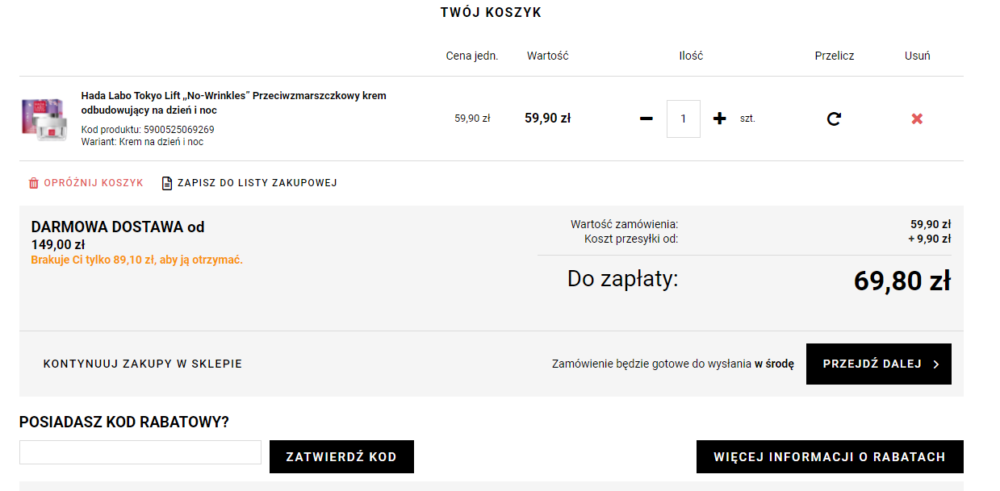 TWÓJ KOSZYK
Cena jedn. Wartość Ilość Przelicz Usuń
Hada Labo Tokyo Lift „No-Wrinkles” Przeciwzmarszczkowy krem
odbudowujący na dzień i noc
Kod produktu: 5900525069269
Wariant: Krem na dzień i noc
59,90 zł 59,90 zł 1 szt.
OPRÓŻNIJ KOSZYK ZAPISZ DO LISTY ZAKUPOWEJ
DARMOWA DOSTAWA od
149,00 zł
Brakuje Ci tylko 89,10 zł, aby ją otrzymać.
Wartość zamówienia: 59,90 zł
Koszt przesyłki od: + 9,90 zł
Do zapłaty: 69,80 zł
KONTYNUUJ ZAKUPY W SKLEPIE
Zamówienie będzie gotowe do wysłania w środę
PRZEJDŹ DALEJ
POSIADASZ KOD RABATOWY?
ZATWIERDŹ KOD
WIĘCEJ INFORMACJI O RABATACH